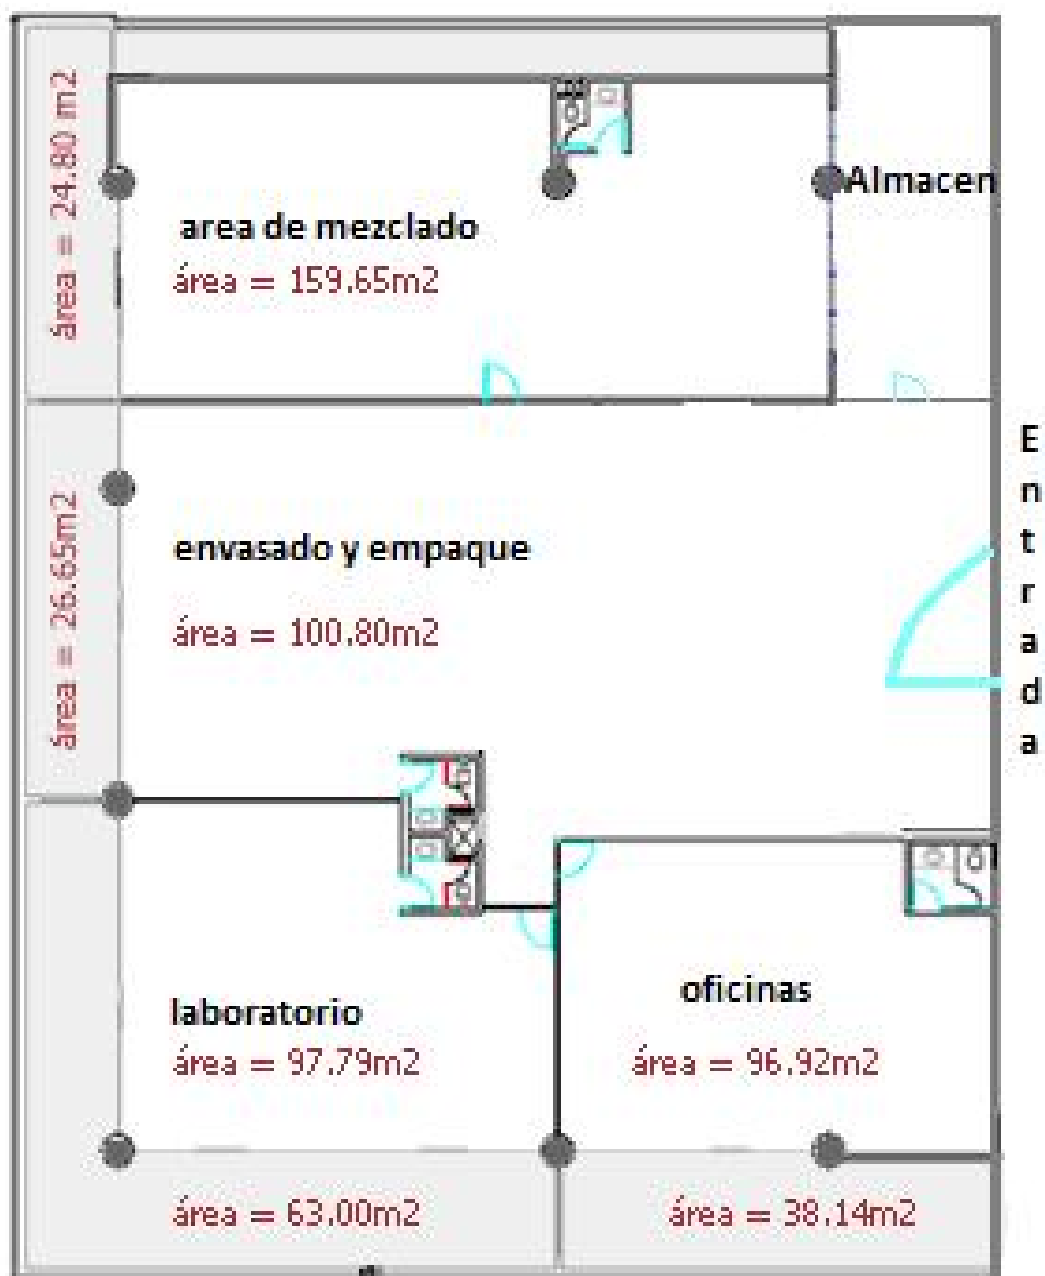 área = 24.80 m2
area de mezclado
área = 159.65m2
Almacen
Entrada
área = 26.65m2
envasado y empaque
área = 100.80m2
laboratorio
área = 97.79m2
oficinas
área = 96.92m2
área = 63.00m2
área = 38.14m2